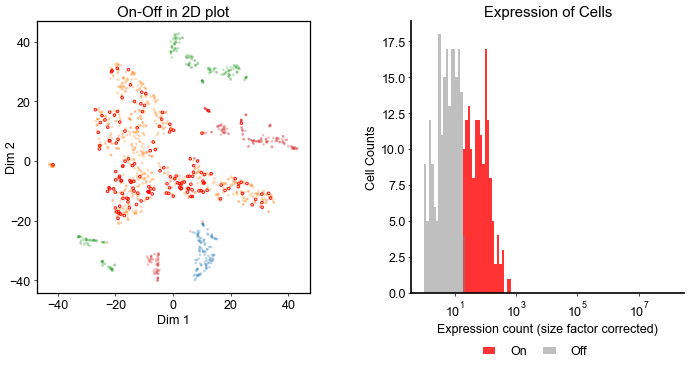 On-Off in 2D plot
Dim 2
40
20
0
−20
−40
−40 −20 0 20 40
Dim 1
Expression of Cells
Cell Counts
17.5
15.0
12.5
10.0
7.5
5.0
2.5
0.0
10^1 10^3 10^5 10^7
Expression count (size factor corrected)
On Off